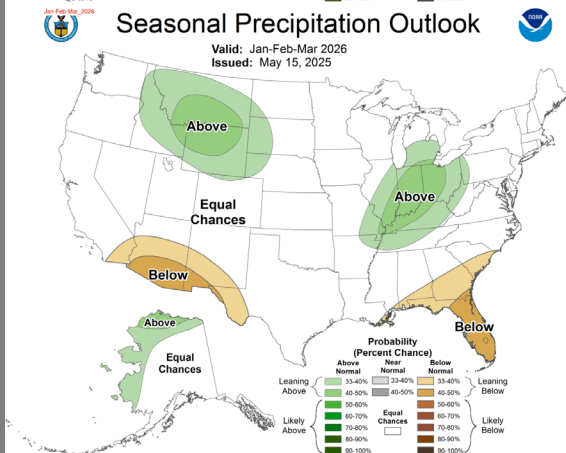 Jan-Feb-Mar_2026
Seasonal Precipitation Outlook
NOAA
Valid: Jan-Feb-Mar 2026
Issued: May 15, 2025
Above
Equal
Chances
Above
Below
Below
Above
Equal
Chances
Probability
(Percent Chance)
Above Normal
Near Normal
Below Normal
Leaning Above
33-40%
40-50%
Likely Above
50-60%
60-70%
70-80%
80-90%
90-100%
33-40%
40-50%
Equal Chances
33-40%
40-50%
Leaning Below
50-60%
60-70%
70-80%
80-90%
90-100%
Likely Below